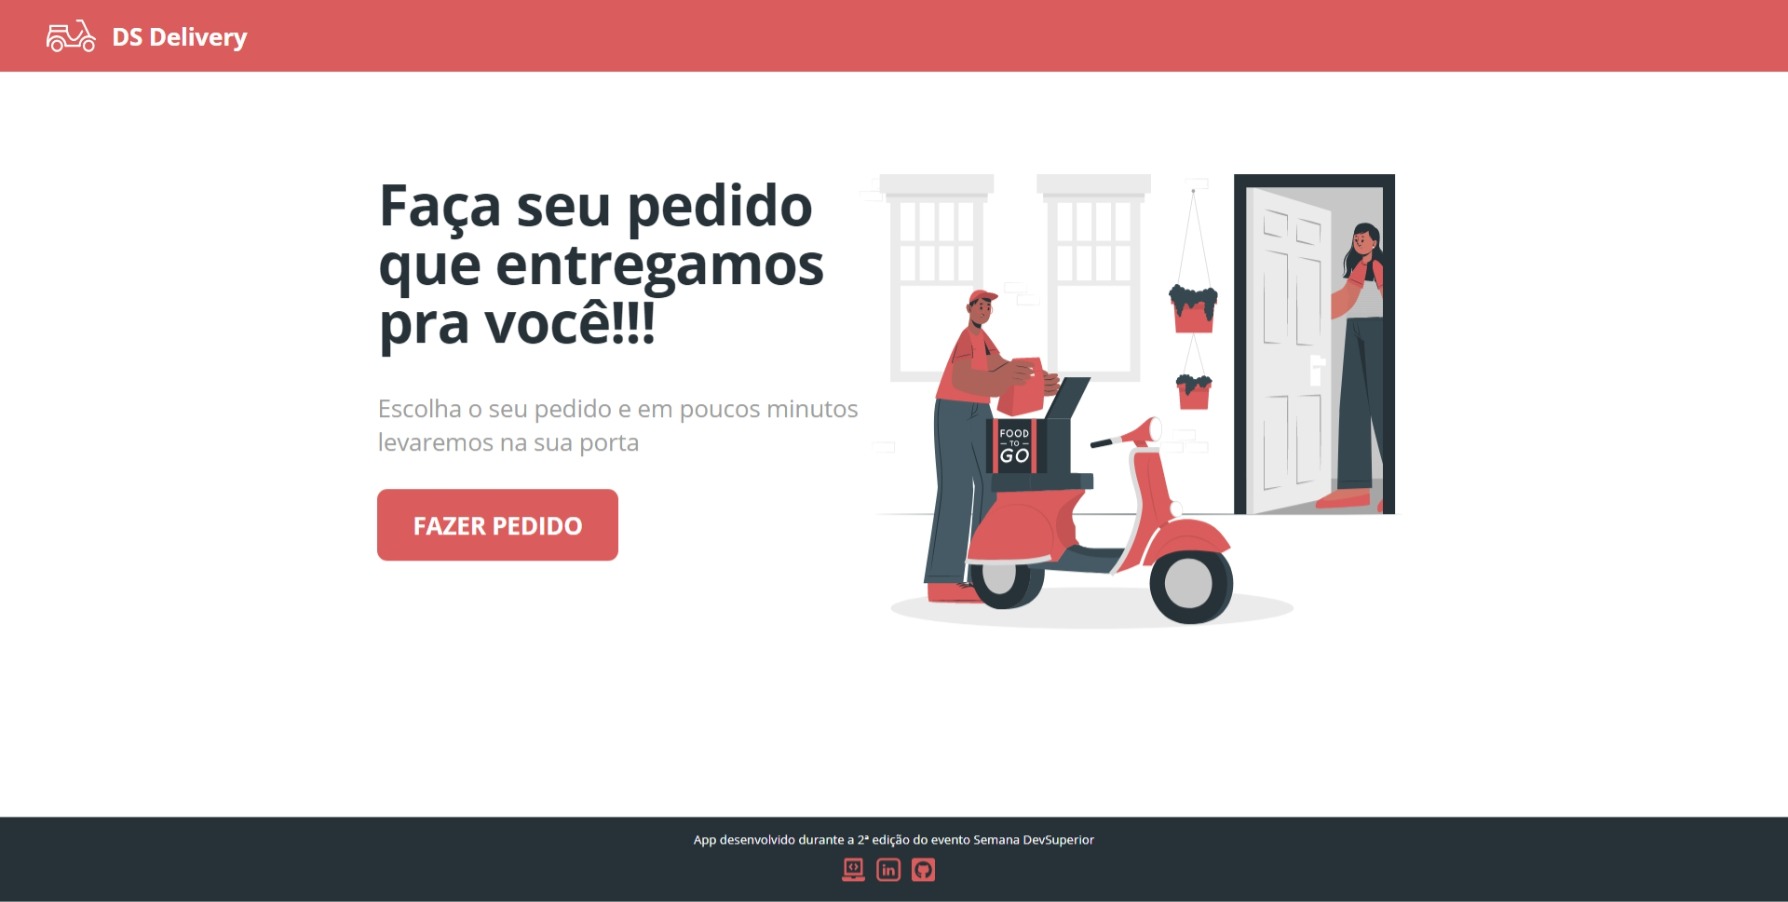 DS Delivery
Faça seu pedido
que entregamos
pra você!!!
Escolha o seu pedido e em poucos minutos
levaremos na sua porta
FAZER PEDIDO
FOOD
TO
GO
App desenvolvido durante a 2ª edição do evento Semana DevSuperior
in